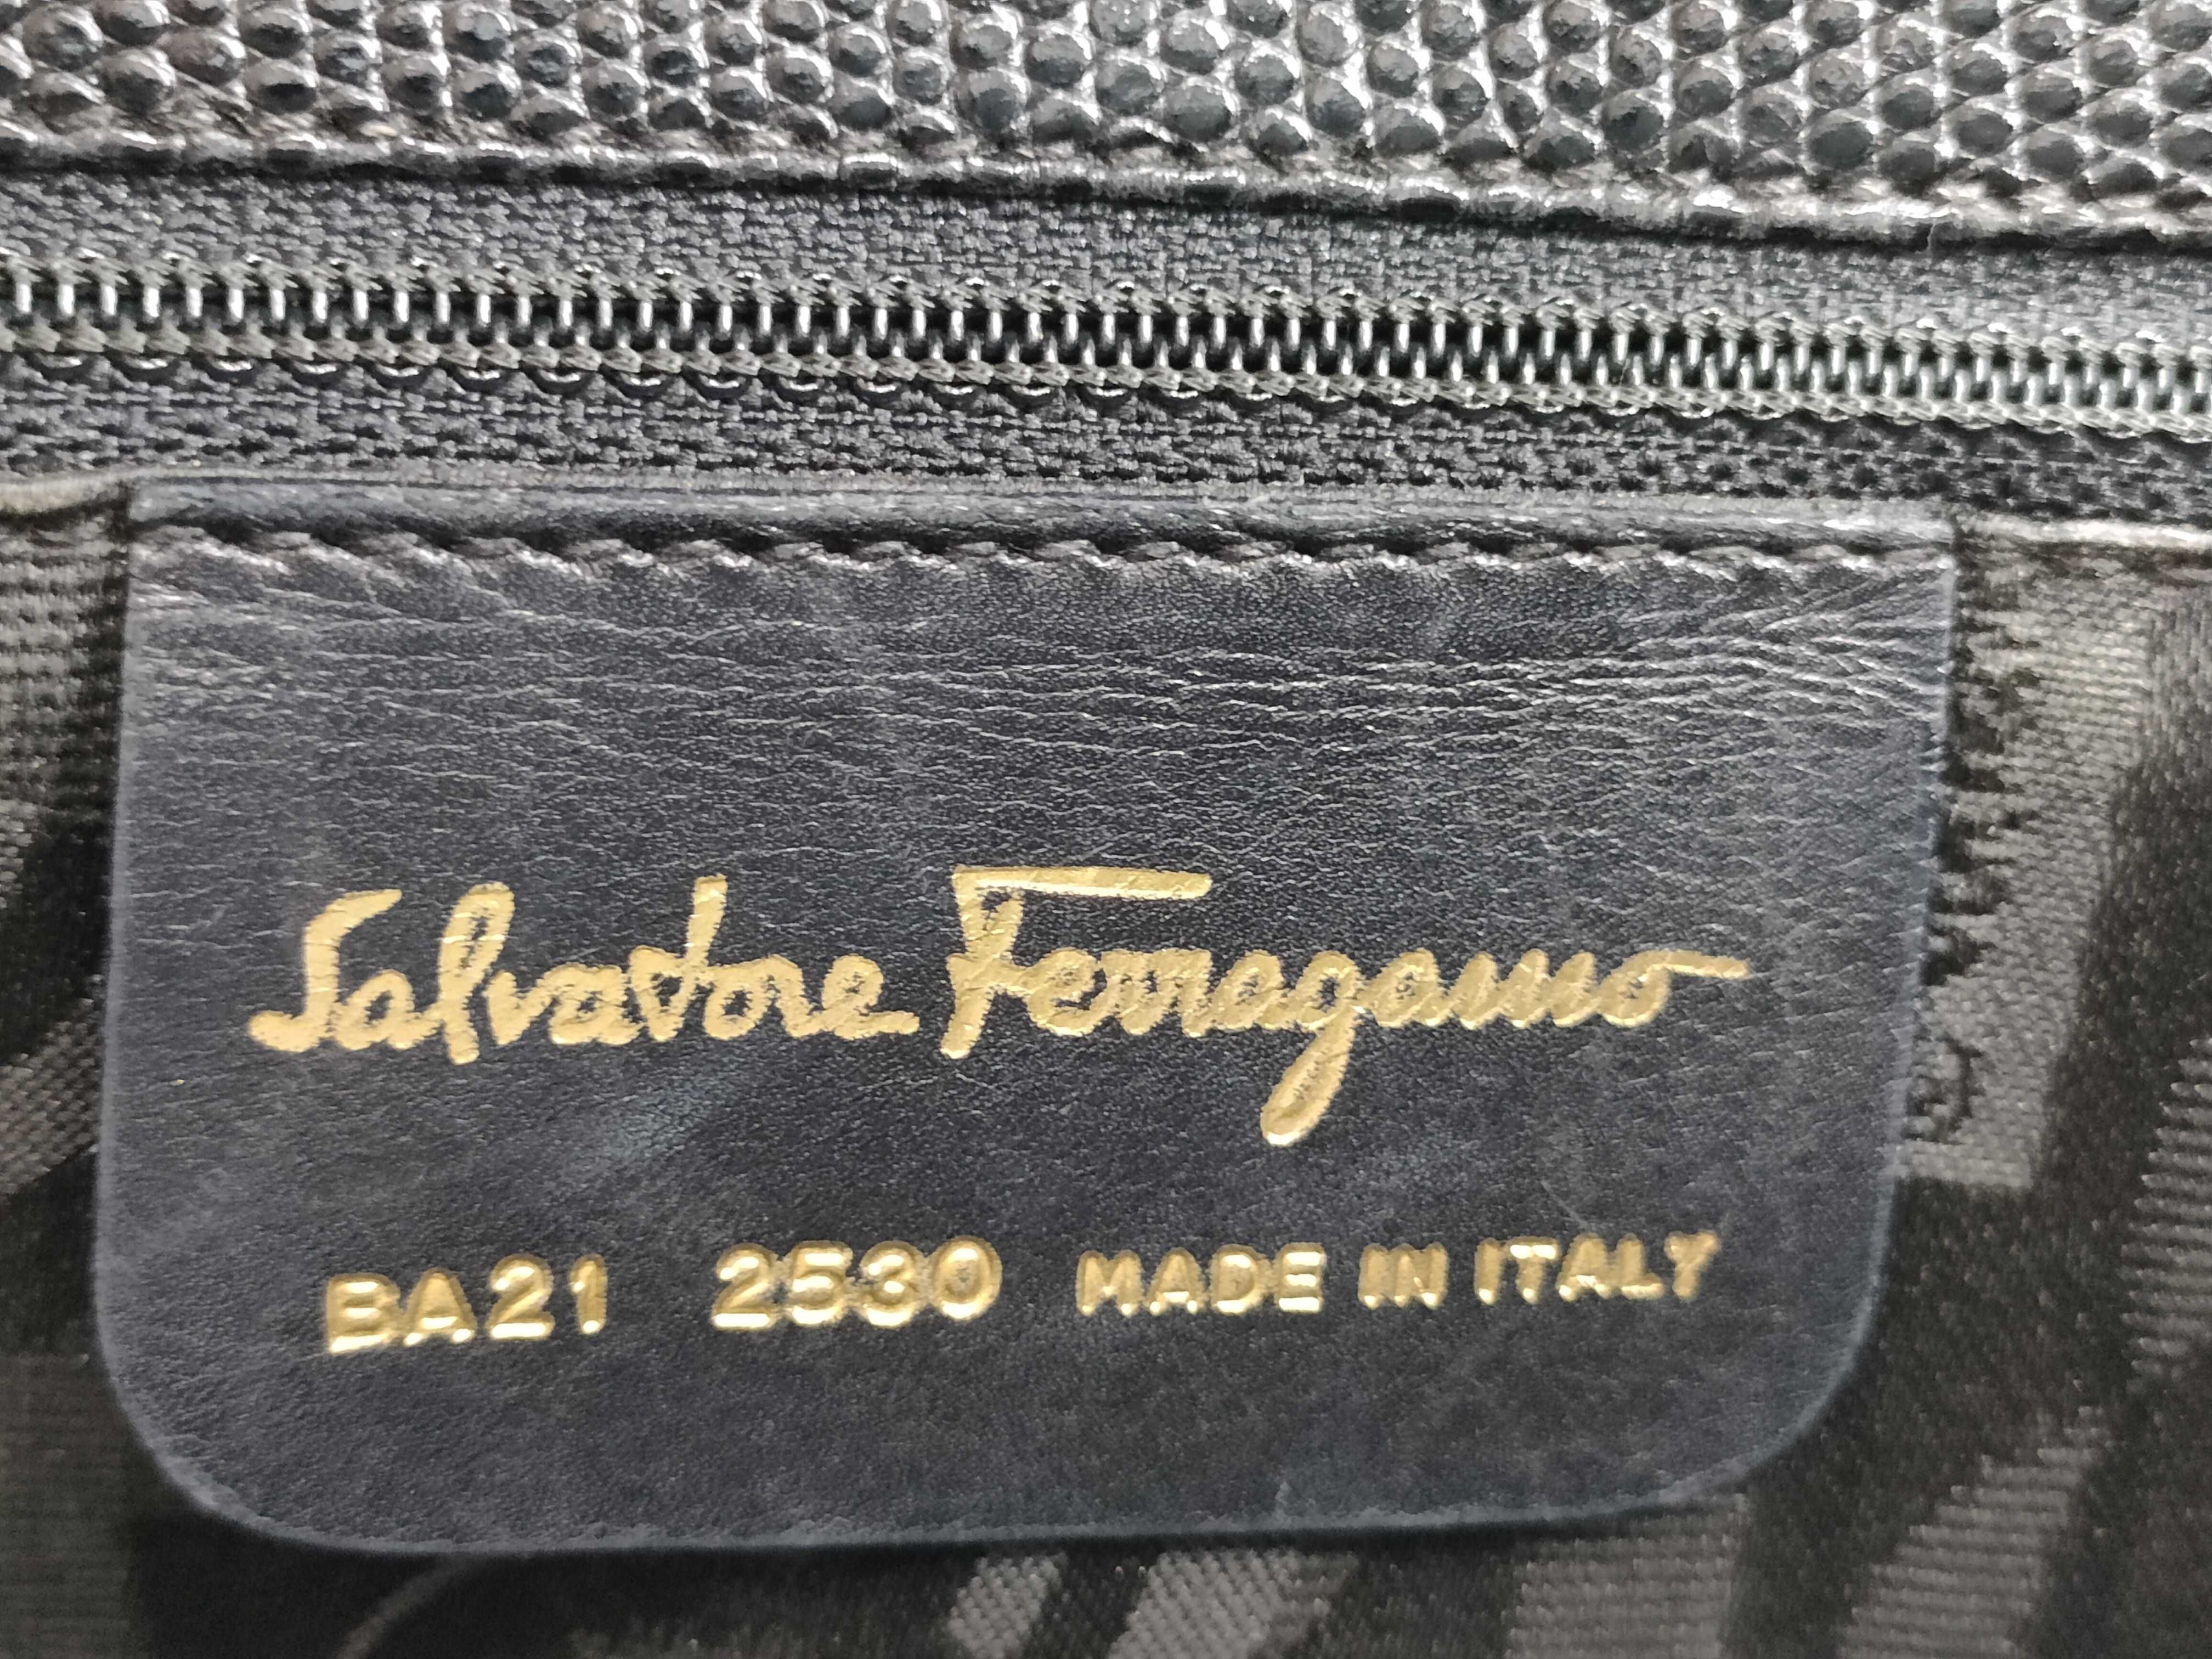 Salvatore Ferragamo
BA21 2530 MADE IN ITALY